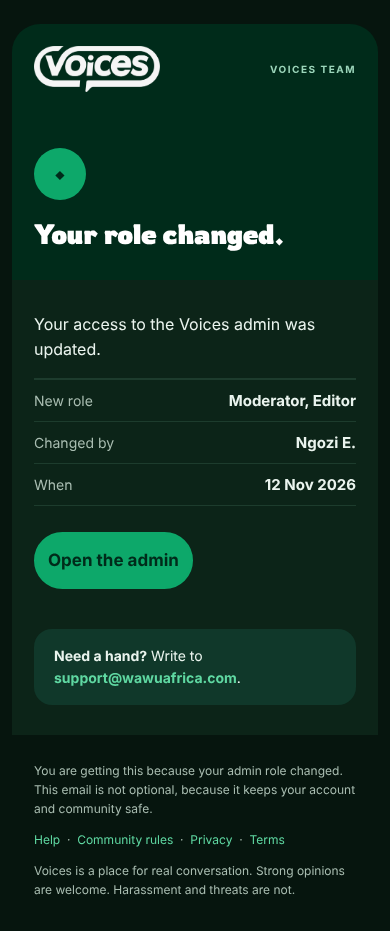 voices
VOICES TEAM
Your role changed.
Your access to the Voices admin was
updated.
New role Moderator, Editor
Changed by Ngozi E.
When 12 Nov 2026
Open the admin
Need a hand? Write to
support@wawuafrica.com.
You are getting this because your admin role changed.
This email is not optional, because it keeps your account
and community safe.
Help · Community rules · Privacy · Terms
Voices is a place for real conversation. Strong opinions
are welcome. Harassment and threats are not.